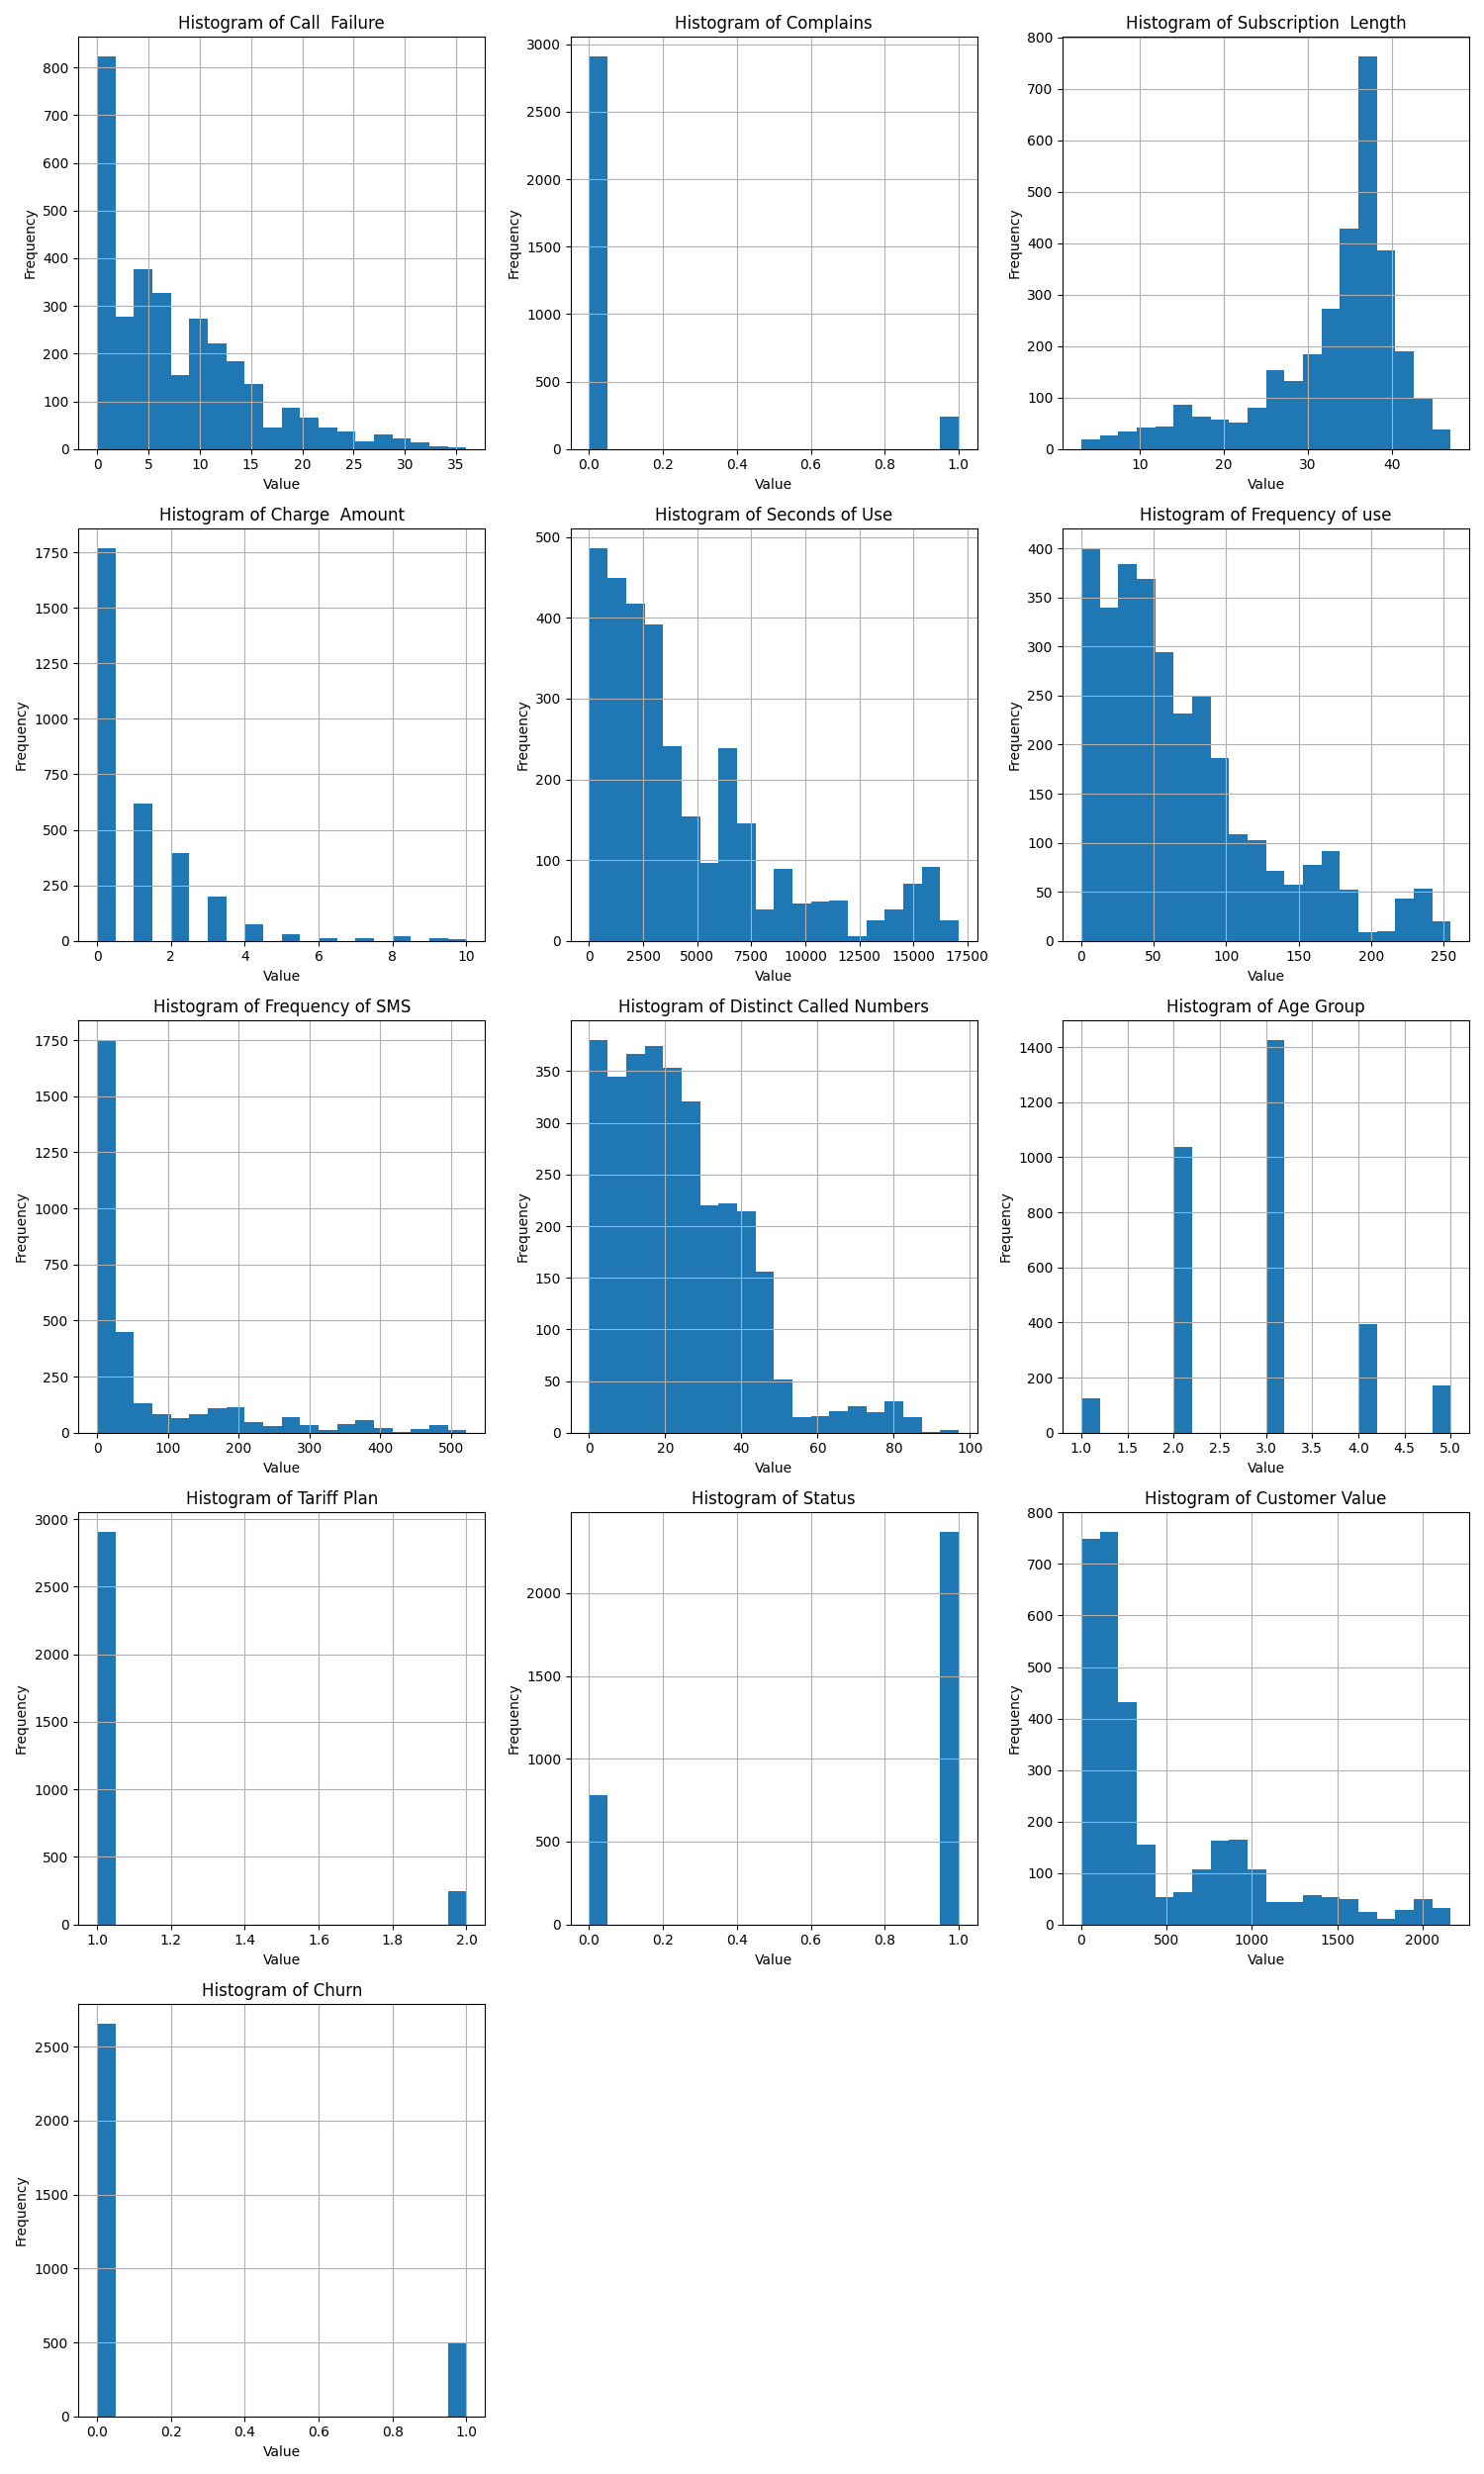 Histogram of Call  Failure
Frequency
800
700
600
500
400
300
200
100
0
0 5 10 15 20 25 30 35
Value
Histogram of Complains
Frequency
3000
2500
2000
1500
1000
500
0
0.0 0.2 0.4 0.6 0.8 1.0
Value
Histogram of Subscription  Length
Frequency
800
700
600
500
400
300
200
100
0
10 20 30 40
Value
Histogram of Charge  Amount
Frequency
1750
1500
1250
1000
750
500
250
0
0 2 4 6 8 10
Value
Histogram of Seconds of Use
Frequency
500
400
300
200
100
0
0 2500 5000 7500 10000 12500 15000 17500
Value
Histogram of Frequency of use
Frequency
400
350
300
250
200
150
100
50
0
0 50 100 150 200 250
Value
Histogram of Frequency of SMS
Frequency
1750
1500
1250
1000
750
500
250
0
0 100 200 300 400 500
Value
Histogram of Distinct Called Numbers
Frequency
350
300
250
200
150
100
50
0
0 20 40 60 80 100
Value
Histogram of Age Group
Frequency
1400
1200
1000
800
600
400
200
0
1.0 1.5 2.0 2.5 3.0 3.5 4.0 4.5 5.0
Value
Histogram of Tariff Plan
Frequency
3000
2500
2000
1500
1000
500
0
1.0 1.2 1.4 1.6 1.8 2.0
Value
Histogram of Status
Frequency
2000
1500
1000
500
0
0.0 0.2 0.4 0.6 0.8 1.0
Value
Histogram of Customer Value
Frequency
800
700
600
500
400
300
200
100
0
0 500 1000 1500 2000
Value
Histogram of Churn
Frequency
2500
2000
1500
1000
500
0
0.0 0.2 0.4 0.6 0.8 1.0
Value